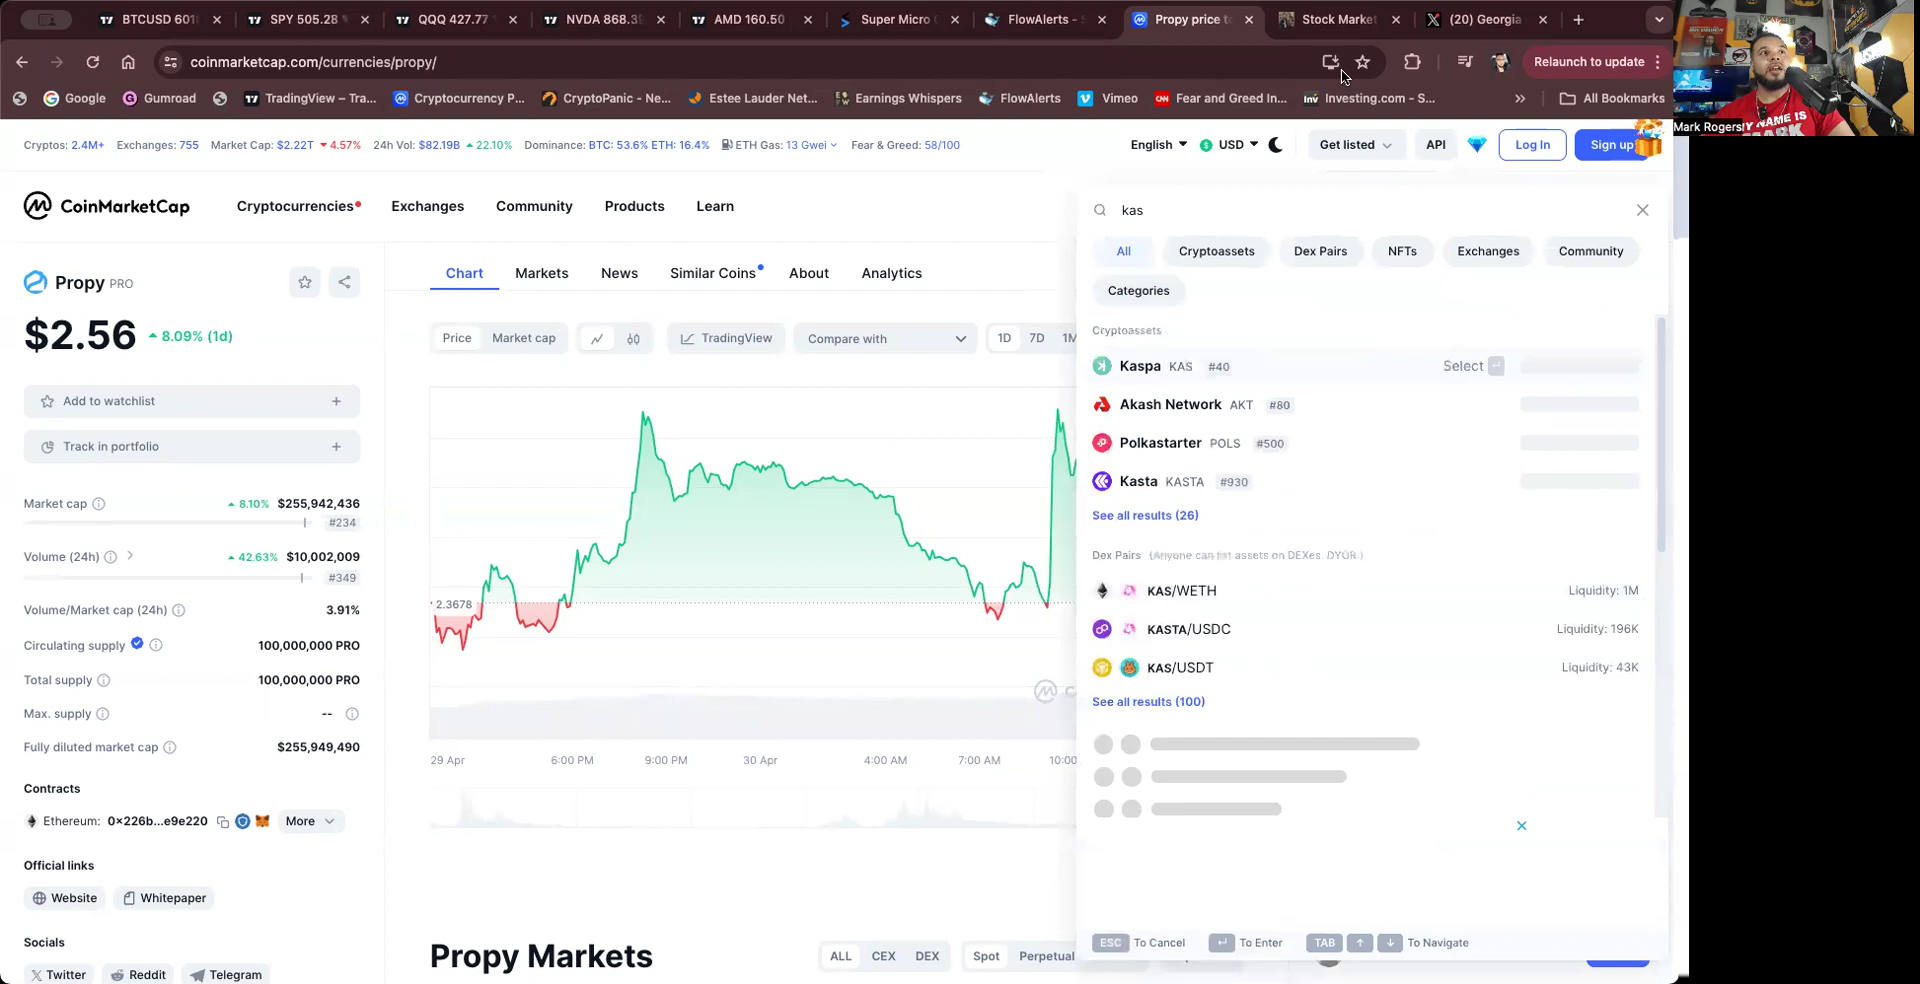 BTCUSD 601
SPY 505.28
QQQ 427.77
NVDA 868.3
AMD 160.50
Super Micro
FlowAlerts -
Propy price to
Stock Market
(20) Georgia
coinmarketcap.com/currencies/propy/
Relaunch to update
Google
Gumroad
TradingView – Tra...
Cryptocurrency P...
CryptoPanic - Ne...
Estee Lauder Net...
Earnings Whispers
FlowAlerts
Vimeo
Fear and Greed In...
Investing.com - S...
All Bookmarks
MY NAME IS
MARK
Mark Rogers
Cryptos: 2.4M+ Exchanges: 755 Market Cap: $2.22T 4.57% 24h Vol: $82.19B 22.10% Dominance: BTC: 53.6% ETH: 16.4% ETH Gas: 13 Gwei Fear & Greed: 58/100
English USD Get listed API Log In Sign up
CoinMarketCap Cryptocurrencies Exchanges Community Products Learn
kas
All Cryptoassets Dex Pairs NFTs Exchanges Community
Categories
Cryptoassets
Kaspa KAS #40 Select
Akash Network AKT #80
Polkastarter POLS #500
Kasta KASTA #930
See all results (26)
Dex Pairs (Anyone can list assets on DEXes. DYOR.)
KAS/WETH Liquidity: 1M
KASTA/USDC Liquidity: 196K
KAS/USDT Liquidity: 43K
See all results (100)
ESC To Cancel To Enter TAB To Navigate
Propy PRO
$2.56 8.09% (1d)
Add to watchlist +
Track in portfolio +
Market cap 8.10% $255,942,436
#234
Volume (24h) 42.63% $10,002,009
#349
Volume/Market cap (24h) 3.91%
Circulating supply 100,000,000 PRO
Total supply 100,000,000 PRO
Max. supply --
Fully diluted market cap $255,949,490
Contracts
Ethereum: 0x226b...e9e220 More
Official links
Website Whitepaper
Socials
Twitter Reddit Telegram
Chart Markets News Similar Coins About Analytics
Price Market cap TradingView Compare with 1D 7D 1M
2.3678
29 Apr 6:00 PM 9:00 PM 30 Apr 4:00 AM 7:00 AM 10:00
Propy Markets ALL CEX DEX Spot Perpetual